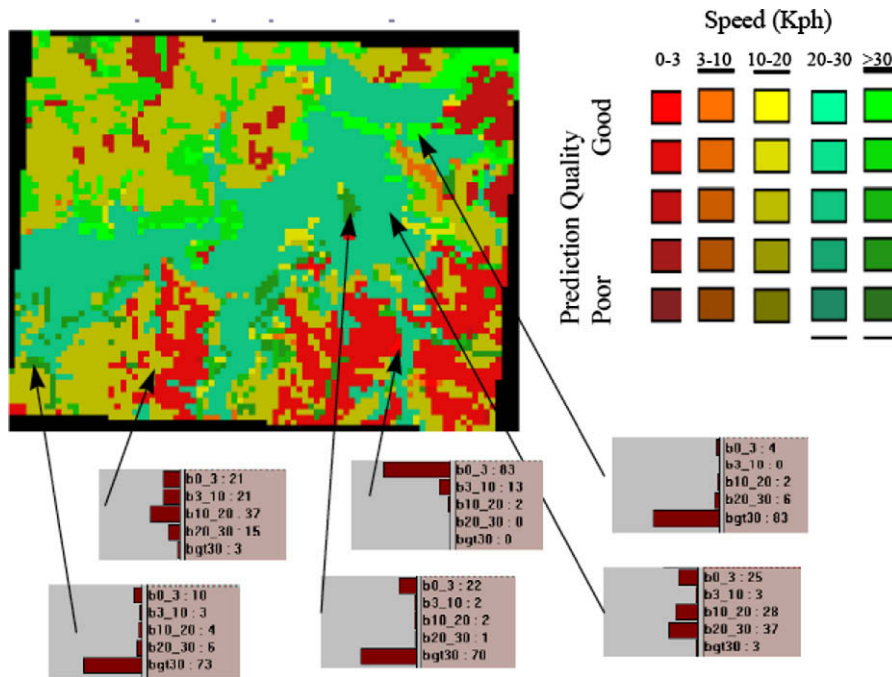 Speed (Kph)
0-3 3-10 10-20 20-30 >30
Prediction Quality
Good
Poor
b0_3 : 21
b3_10 : 21
b10_20 : 37
b20_30 : 15
bgt30 : 3
b0_3 : 83
b3_10 : 13
b10_20 : 2
b20_30 : 0
bgt30 : 0
b0_3 : 4
b3_10 : 0
b10_20 : 2
b20_30 : 6
bgt30 : 83
b0_3 : 10
b3_10 : 3
b10_20 : 4
b20_30 : 6
bgt30 : 73
b0_3 : 22
b3_10 : 2
b10_20 : 2
b20_30 : 1
bgt30 : 70
b0_3 : 25
b3_10 : 3
b10_20 : 28
b20_30 : 37
bgt30 : 3